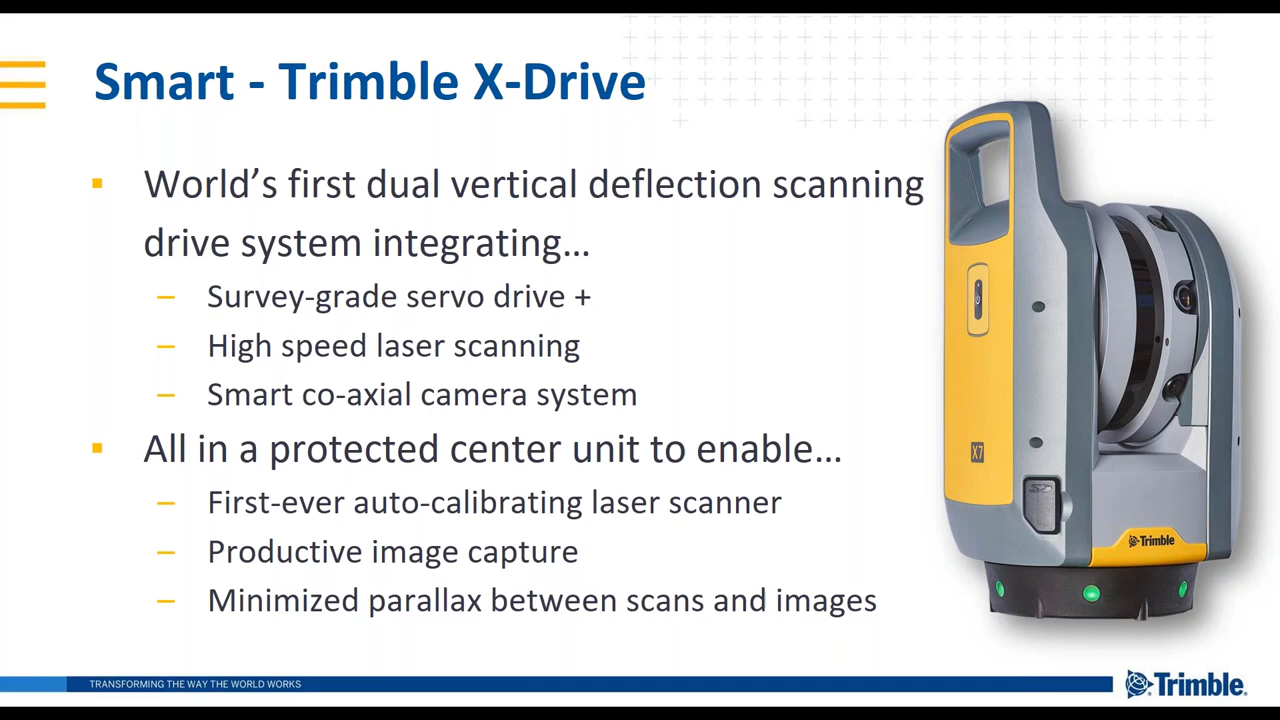 Smart - Trimble X-Drive
▪ World’s first dual vertical deflection scanning
drive system integrating…
– Survey-grade servo drive +
– High speed laser scanning
– Smart co-axial camera system
▪ All in a protected center unit to enable…
– First-ever auto-calibrating laser scanner
– Productive image capture
– Minimized parallax between scans and images
X7
Trimble
TRANSFORMING THE WAY THE WORLD WORKS
Trimble